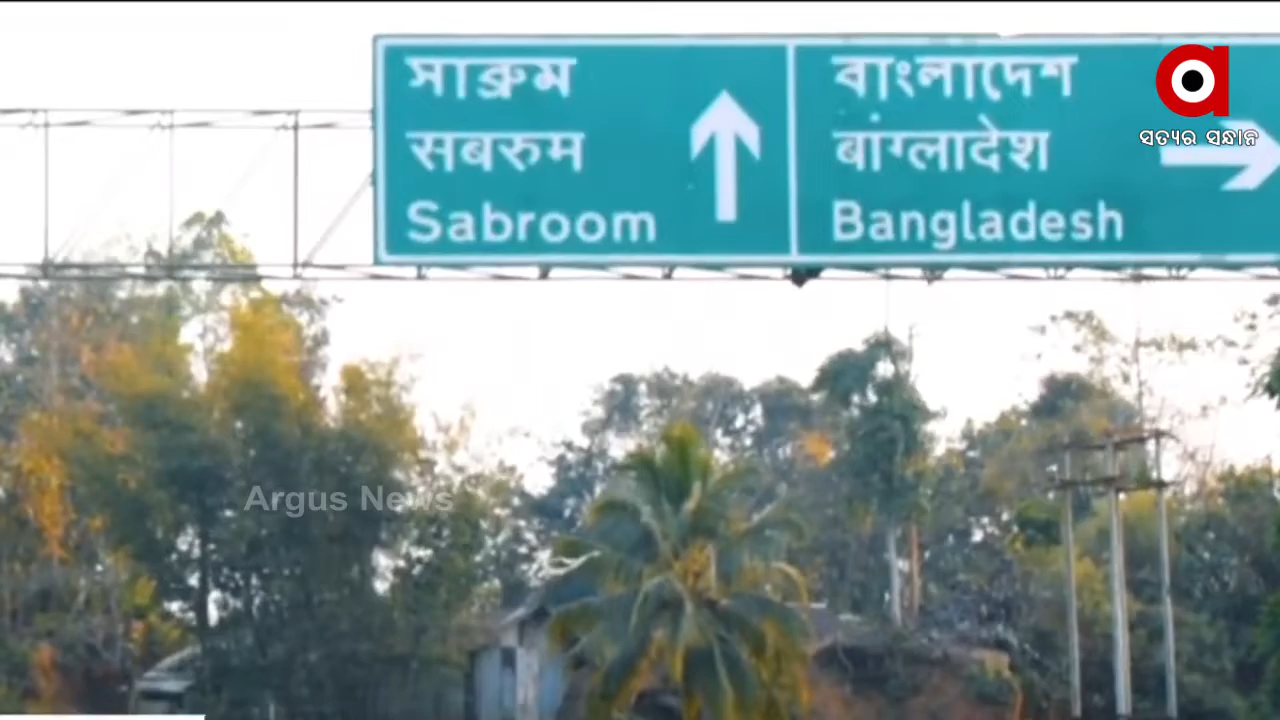 সাব্রুম
सबरुम
Sabroom
বাংলাদেশ
बांग्लादेश
Bangladesh
ସତ୍ୟର ସନ୍ଧାନ
Argus News